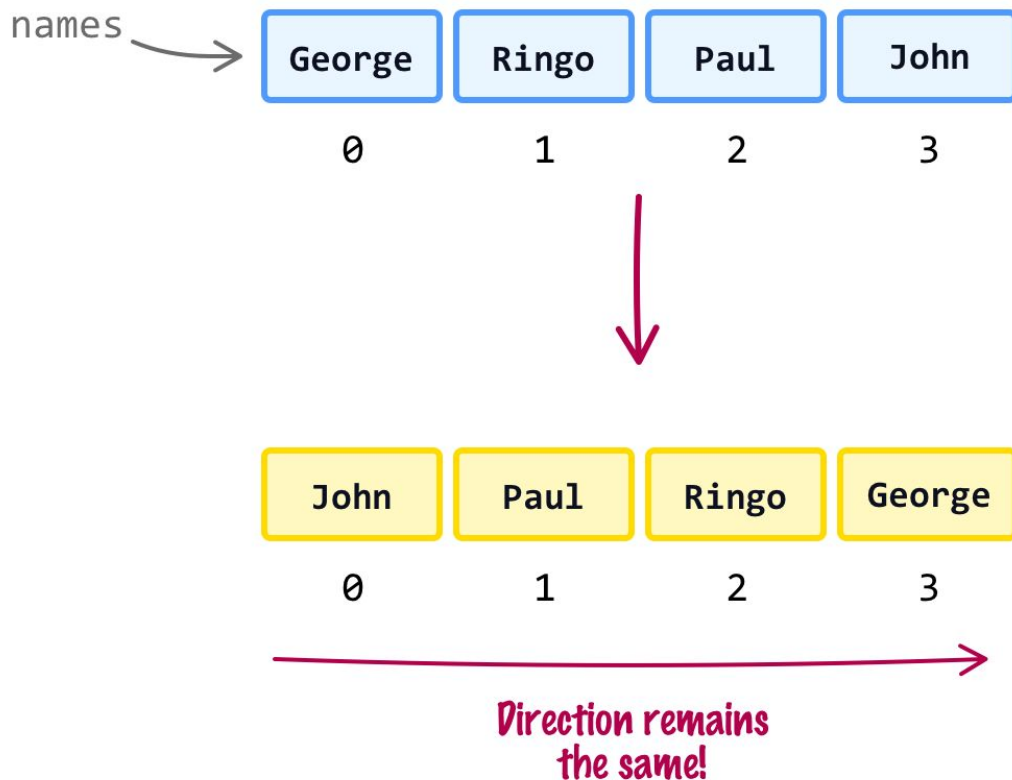 names
George Ringo Paul John
0 1 2 3
John Paul Ringo George
0 1 2 3
Direction remains
the same!